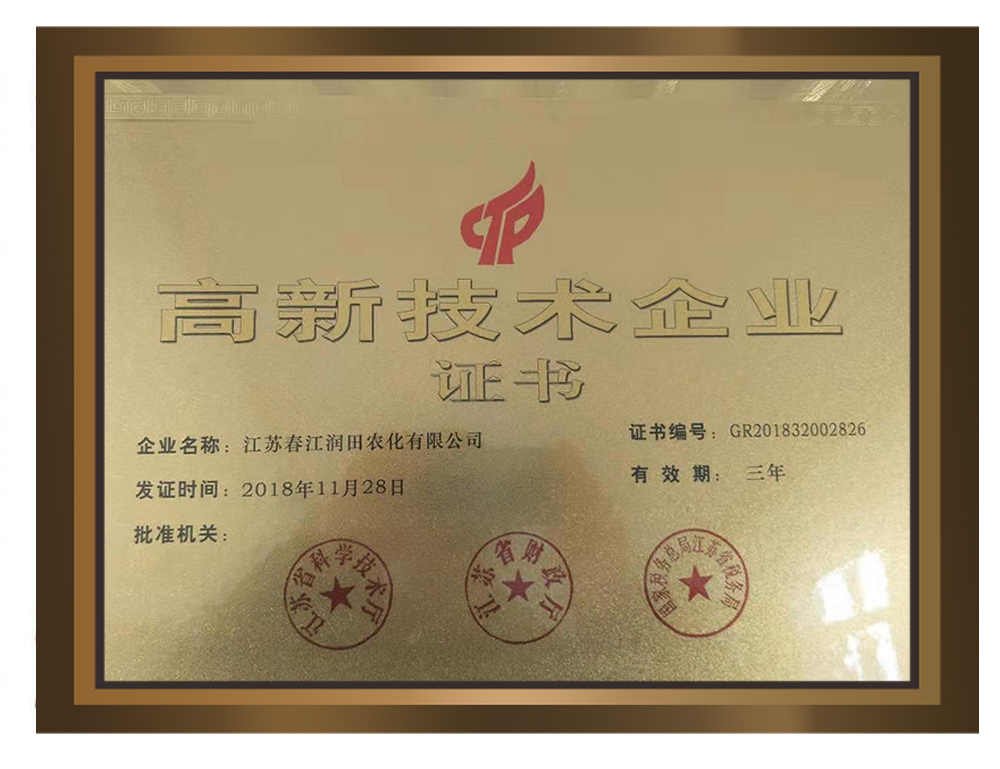 CTP
高新技术企业
证书
企业名称：江苏春江润田农化有限公司
证书编号：GR201832002826
发证时间：2018年11月28日
有效期：三年
批准机关：
江苏省科学技术厅
江苏省财政厅
国家税务总局江苏省税务局